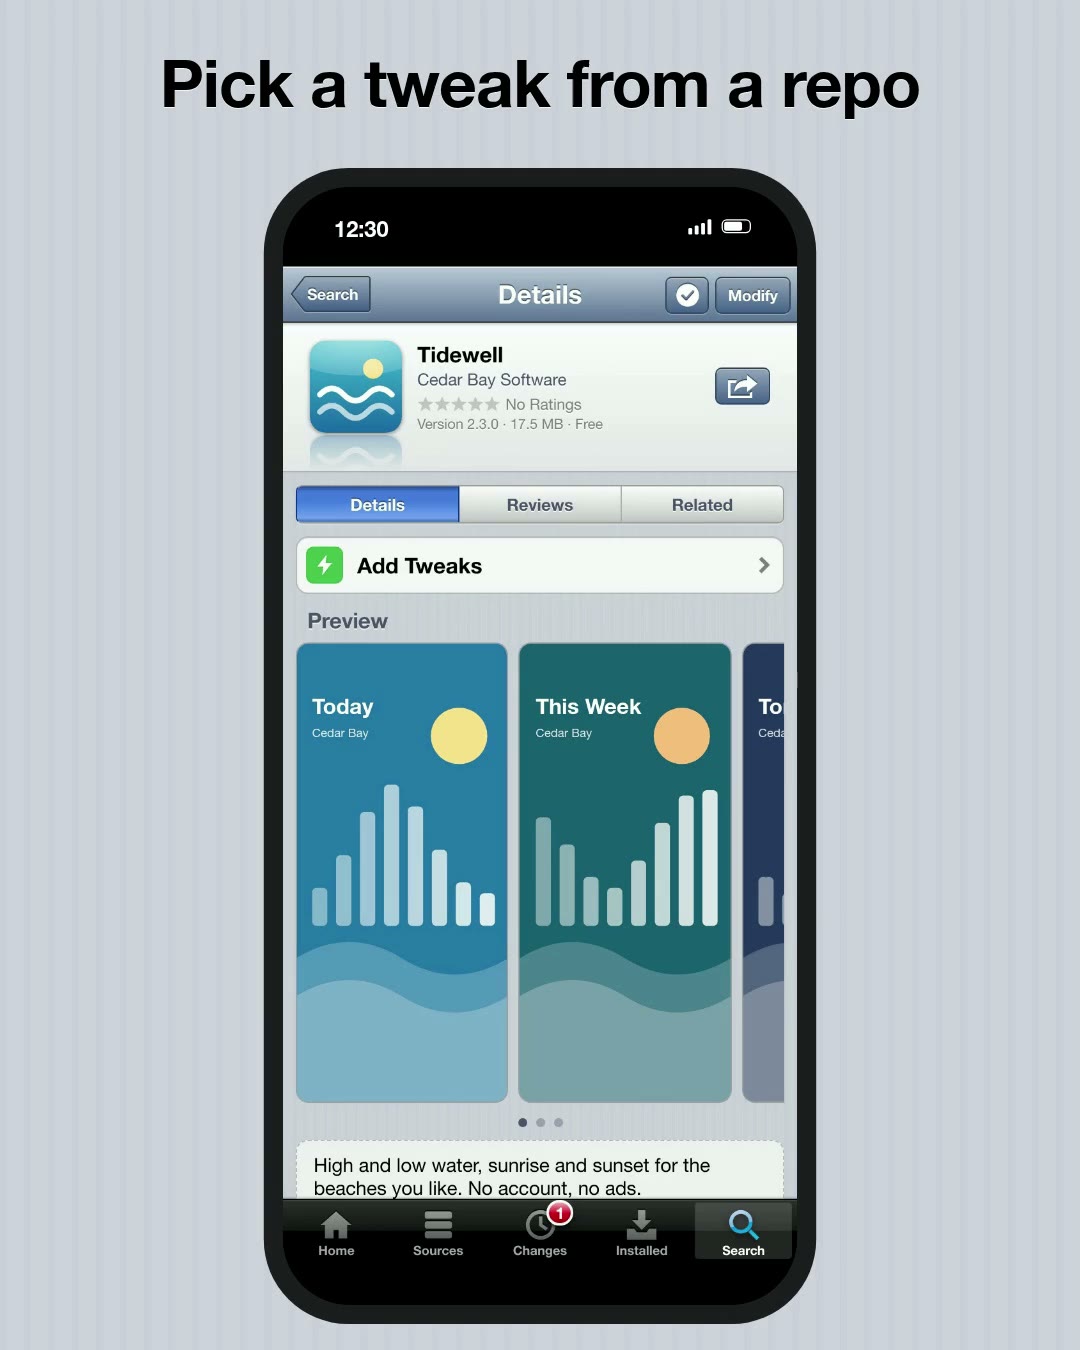 Pick a tweak from a repo
12:30
Search
Details
Modify
Tidewell
Cedar Bay Software
No Ratings
Version 2.3.0 · 17.5 MB · Free
Details
Reviews
Related
Add Tweaks
Preview
Today
Cedar Bay
This Week
Cedar Bay
High and low water, sunrise and sunset for the
beaches you like. No account, no ads.
1
Home
Sources
Changes
Installed
Search